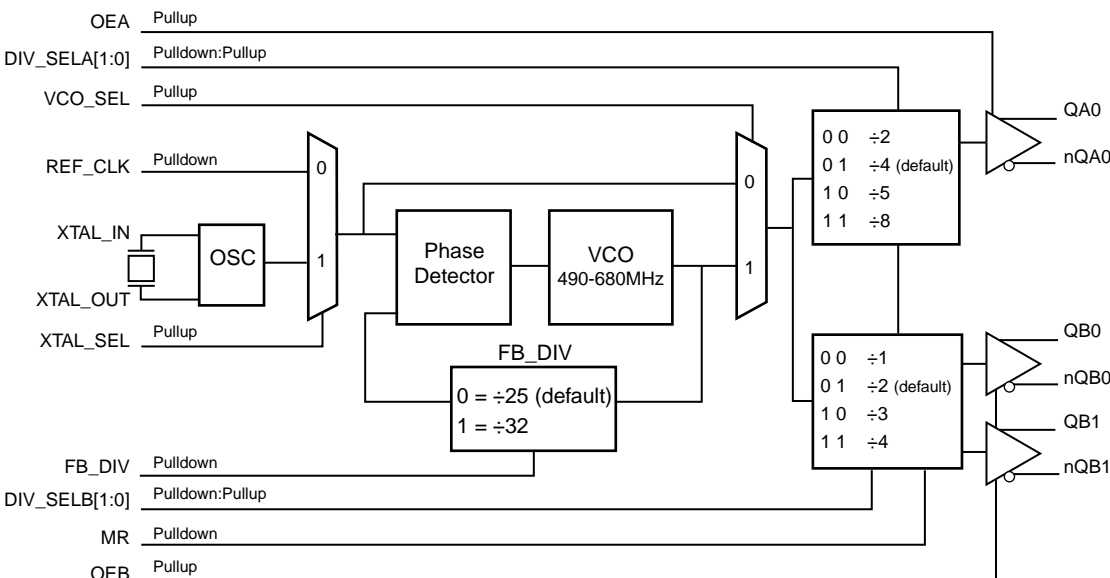 OEA Pullup
DIV_SELA[1:0] Pulldown:Pullup
VCO_SEL Pullup
REF_CLK Pulldown
XTAL_IN
OSC
XTAL_OUT
XTAL_SEL Pullup
0
1
Phase
Detector
VCO
490-680MHz
0
1
FB_DIV
0 = ÷25 (default)
1 = ÷32
0 0 ÷2
0 1 ÷4 (default)
1 0 ÷5
1 1 ÷8
QA0
nQA0
0 0 ÷1
0 1 ÷2 (default)
1 0 ÷3
1 1 ÷4
QB0
nQB0
QB1
nQB1
FB_DIV Pulldown
DIV_SELB[1:0] Pulldown:Pullup
MR Pulldown
OEB Pullup